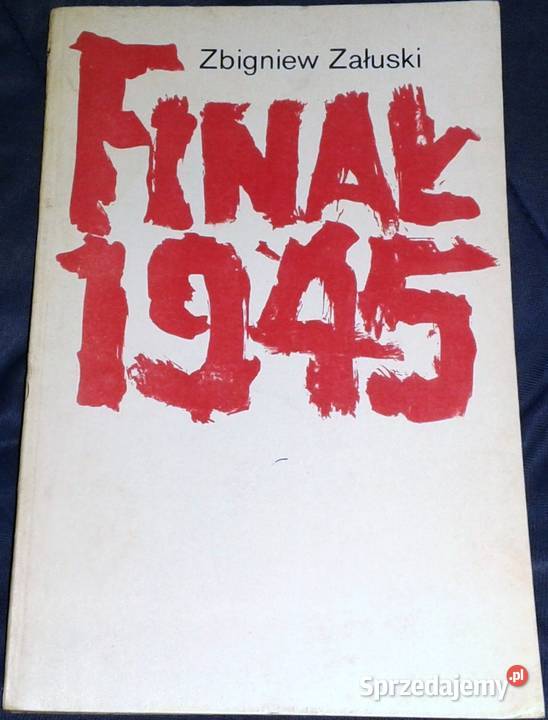 Zbigniew Załuski
FINAŁ
1945
Sprzedajemy.pl